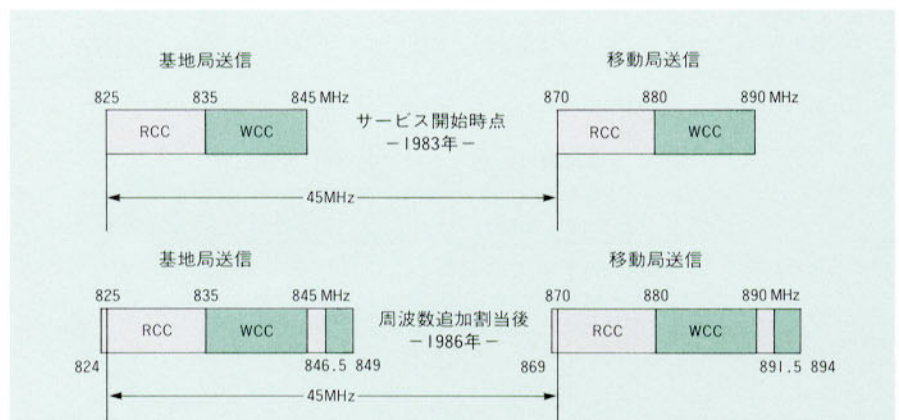 基地局送信 移動局送信
825 835 845 MHz 870 880 890 MHz
RCC WCC サービス開始時点 RCC WCC
－1983年－
45MHz
基地局送信 移動局送信
825 835 845 MHz 870 880 890 MHz
RCC WCC 周波数追加割当後 RCC WCC
－1986年－
824 846.5 849 869 891.5 894
45MHz